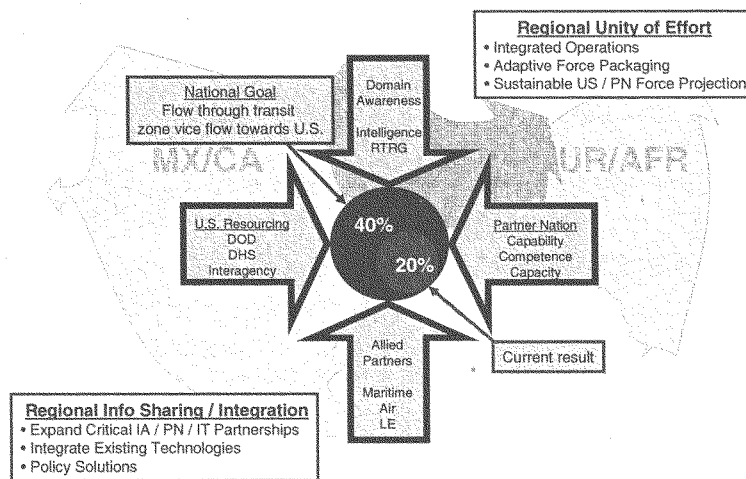 Regional Unity of Effort
• Integrated Operations
• Adaptive Force Packaging
• Sustainable US / PN Force Projection
National Goal
Flow through transit
zone vice flow towards U.S.
Domain
Awareness
Intelligence
RTRG
MX/CA
UR/AFR
U.S. Resourcing
DOD
DHS
Interagency
40%
20%
Partner Nation
Capability
Competence
Capacity
Allied
Partners
Maritime
Air
LE
Current result
Regional Info Sharing / Integration
• Expand Critical IA / PN / IT Partnerships
• Integrate Existing Technologies
• Policy Solutions